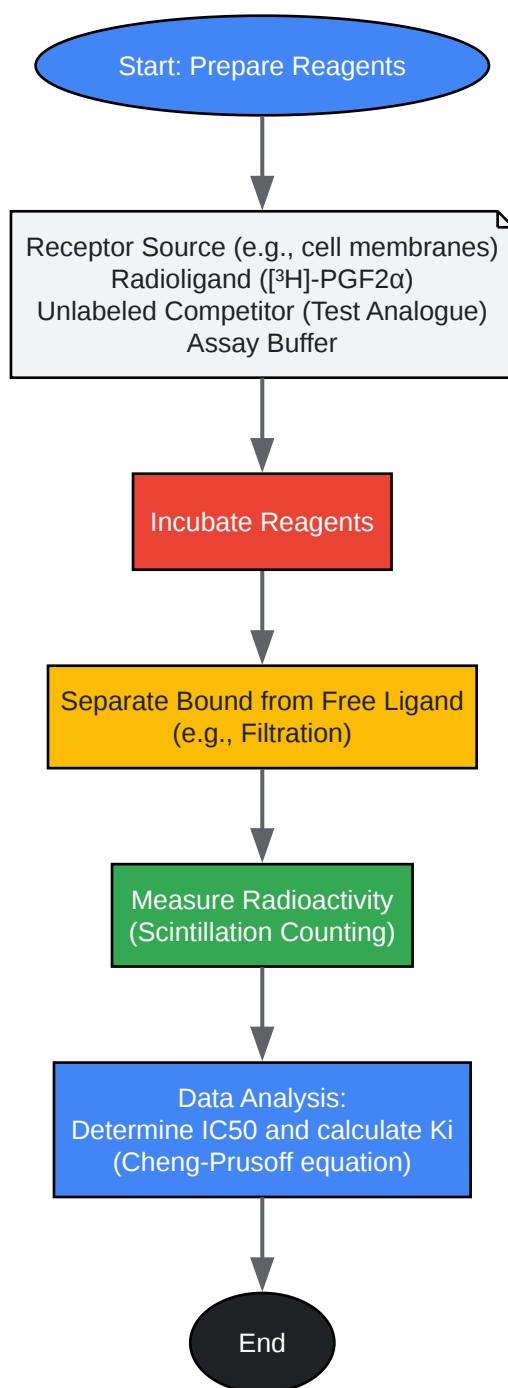 Start: Prepare Reagents
Receptor Source (e.g., cell membranes)
Radioligand ([³H]-PGF2α)
Unlabeled Competitor (Test Analogue)
Assay Buffer
Incubate Reagents
Separate Bound from Free Ligand
(e.g., Filtration)
Measure Radioactivity
(Scintillation Counting)
Data Analysis:
Determine IC50 and calculate Ki
(Cheng-Prusoff equation)
End